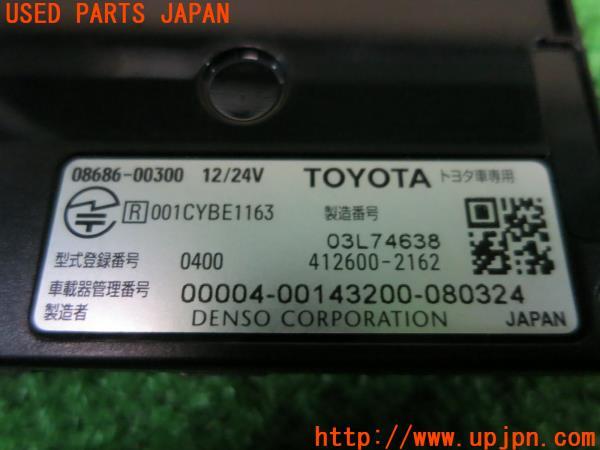 USED PARTS JAPAN
08686-00300 12/24V TOYOTA トヨタ車専用
R 001CYBE1163 製造番号
03L74638
型式登録番号 0400 412600-2162
車載器管理番号 00004-00143200-080324
製造者 DENSO CORPORATION JAPAN
www.upjpn.com